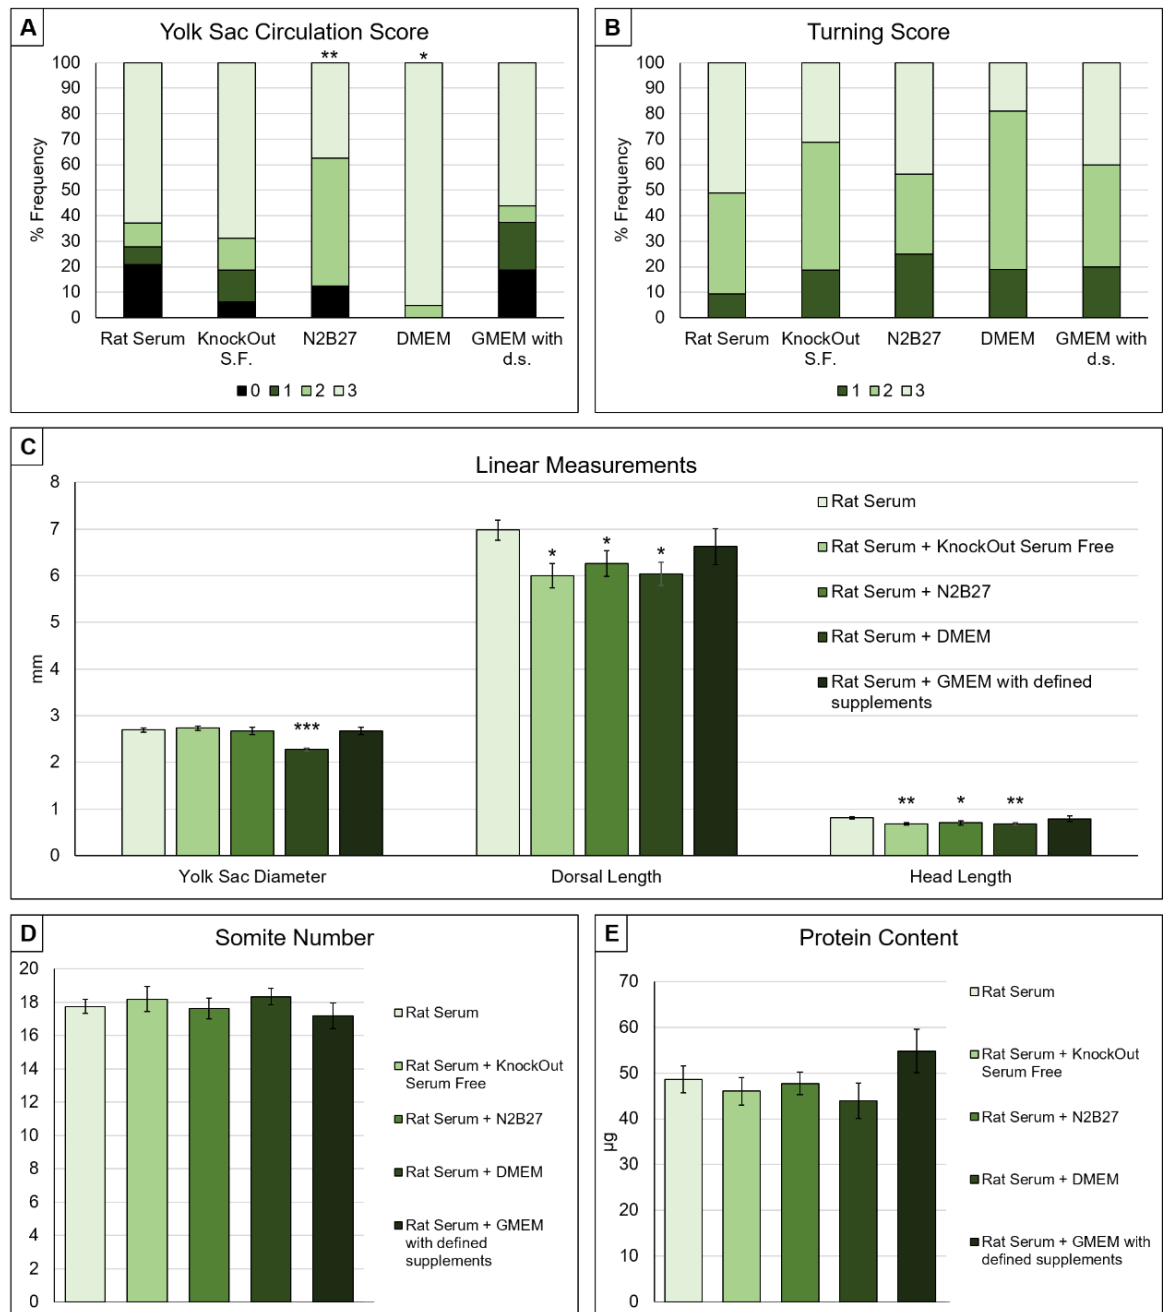 A
Yolk Sac Circulation Score
% Frequency
100
90
80
70
60
50
40
30
20
10
0
**
*
Rat Serum
KnockOut
S.F.
N2B27
DMEM
GMEM with
d.s.
0
1
2
3
B
Turning Score
% Frequency
100
90
80
70
60
50
40
30
20
10
0
Rat Serum
KnockOut
S.F.
N2B27
DMEM
GMEM with
d.s.
1
2
3
C
Linear Measurements
mm
8
7
6
5
4
3
2
1
0
***
*
*
*
**
*
**
Yolk Sac Diameter
Dorsal Length
Head Length
Rat Serum
Rat Serum + KnockOut Serum Free
Rat Serum + N2B27
Rat Serum + DMEM
Rat Serum + GMEM with defined
supplements
D
Somite Number
20
18
16
14
12
10
8
6
4
2
0
Rat Serum
Rat Serum + KnockOut
Serum Free
Rat Serum + N2B27
Rat Serum + DMEM
Rat Serum + GMEM
with defined
supplements
E
Protein Content
µg
70
60
50
40
30
20
10
0
Rat Serum
Rat Serum + KnockOut
Serum Free
Rat Serum + N2B27
Rat Serum + DMEM
Rat Serum + GMEM with
defined supplements